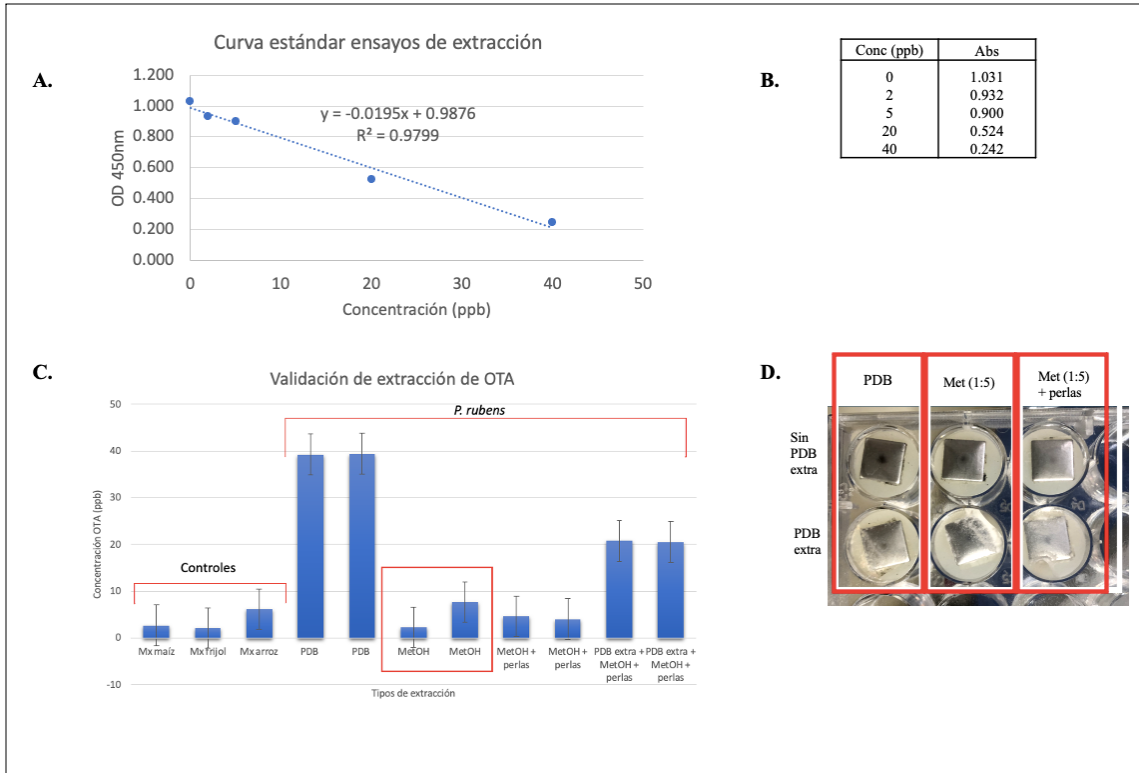 A.
Curva estándar ensayos de extracción
1.200
1.000
0.800
0.600
0.400
0.200
0.000
OD 450nm
y = -0.0195x + 0.9876
R² = 0.9799
0 10 20 30 40 50
Concentración (ppb)
B.
Conc (ppb) Abs
0 1.031
2 0.932
5 0.900
20 0.524
40 0.242
C.
Validación de extracción de OTA
50
40
30
20
10
0
-10
Concentración OTA (ppb)
P. rubens
Controles
Mx maíz Mx frijol Mx arroz PDB PDB MetOH MetOH MetOH + perlas MetOH + perlas PDB extra + MetOH + perlas PDB extra + MetOH + perlas
Tipos de extracción
D.
PDB Met (1:5) Met (1:5)
+ perlas
Sin
PDB
extra
PDB
extra